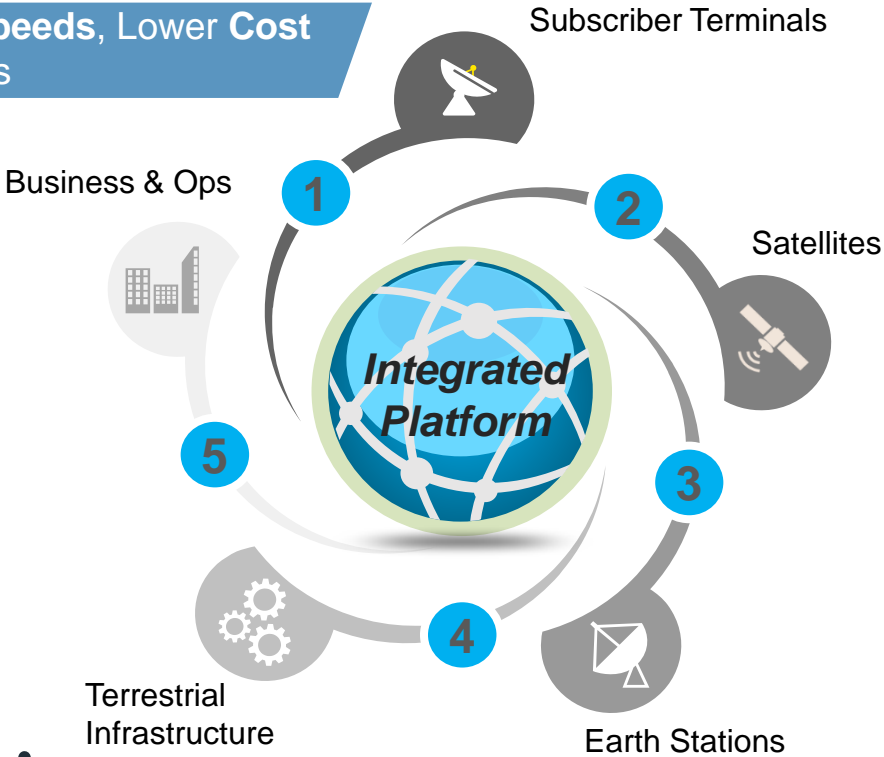 peeds, Lower Cost
s
Subscriber Terminals
Business & Ops
1
2
Satellites
Integrated
Platform
5
3
4
Terrestrial
Infrastructure
Earth Stations